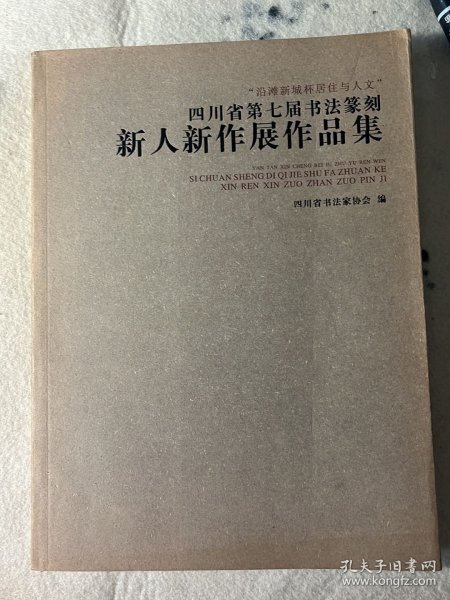 “沿滩新城杯居住与人文”
四川省第七届书法篆刻
新人新作展作品集
YAN TAN XIN CHENG BEI JU ZHU YU REN WEN
SI CHUAN SHENG DI QI JIE SHU FA ZHUAN KE
XIN REN XIN ZUO ZHAN ZUO PIN JI
四川省书法家协会 编
孔夫子旧书网
www.kongfz.com